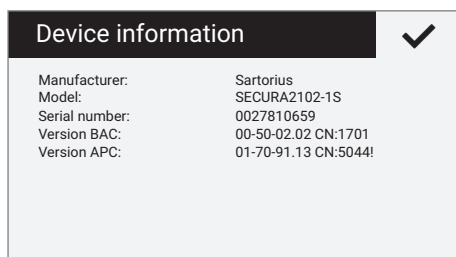 Device information
Manufacturer: Sartorius
Model: SECURA2102-1S
Serial number: 0027810659
Version BAC: 00-50-02.02 CN:1701
Version APC: 01-70-91.13 CN:5044!